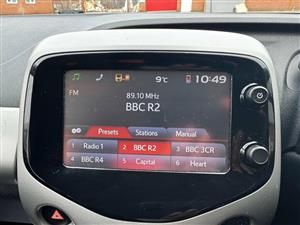 9°C
10:49
FM
89.10 MHz
BBC R2
Presets Stations Manual
1 Radio 1 2 BBC R2 3 BBC 3CR
4 BBC R4 5 Capital 6 Heart